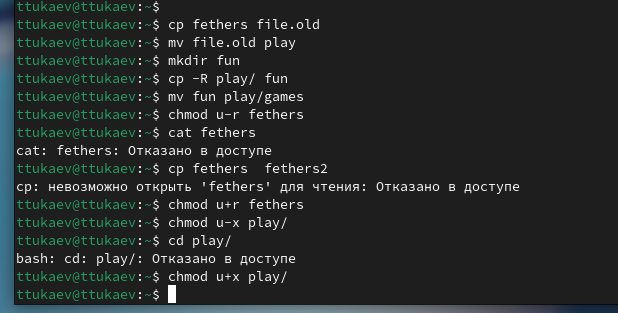 ttukaev@ttukaev:~$
ttukaev@ttukaev:~$ cp fethers file.old
ttukaev@ttukaev:~$ mv file.old play
ttukaev@ttukaev:~$ mkdir fun
ttukaev@ttukaev:~$ cp -R play/ fun
ttukaev@ttukaev:~$ mv fun play/games
ttukaev@ttukaev:~$ chmod u-r fethers
ttukaev@ttukaev:~$ cat fethers
cat: fethers: Отказано в доступе
ttukaev@ttukaev:~$ cp fethers  fethers2
cp: невозможно открыть 'fethers' для чтения: Отказано в доступе
ttukaev@ttukaev:~$ chmod u+r fethers
ttukaev@ttukaev:~$ chmod u-x play/
ttukaev@ttukaev:~$ cd play/
bash: cd: play/: Отказано в доступе
ttukaev@ttukaev:~$ chmod u+x play/
ttukaev@ttukaev:~$